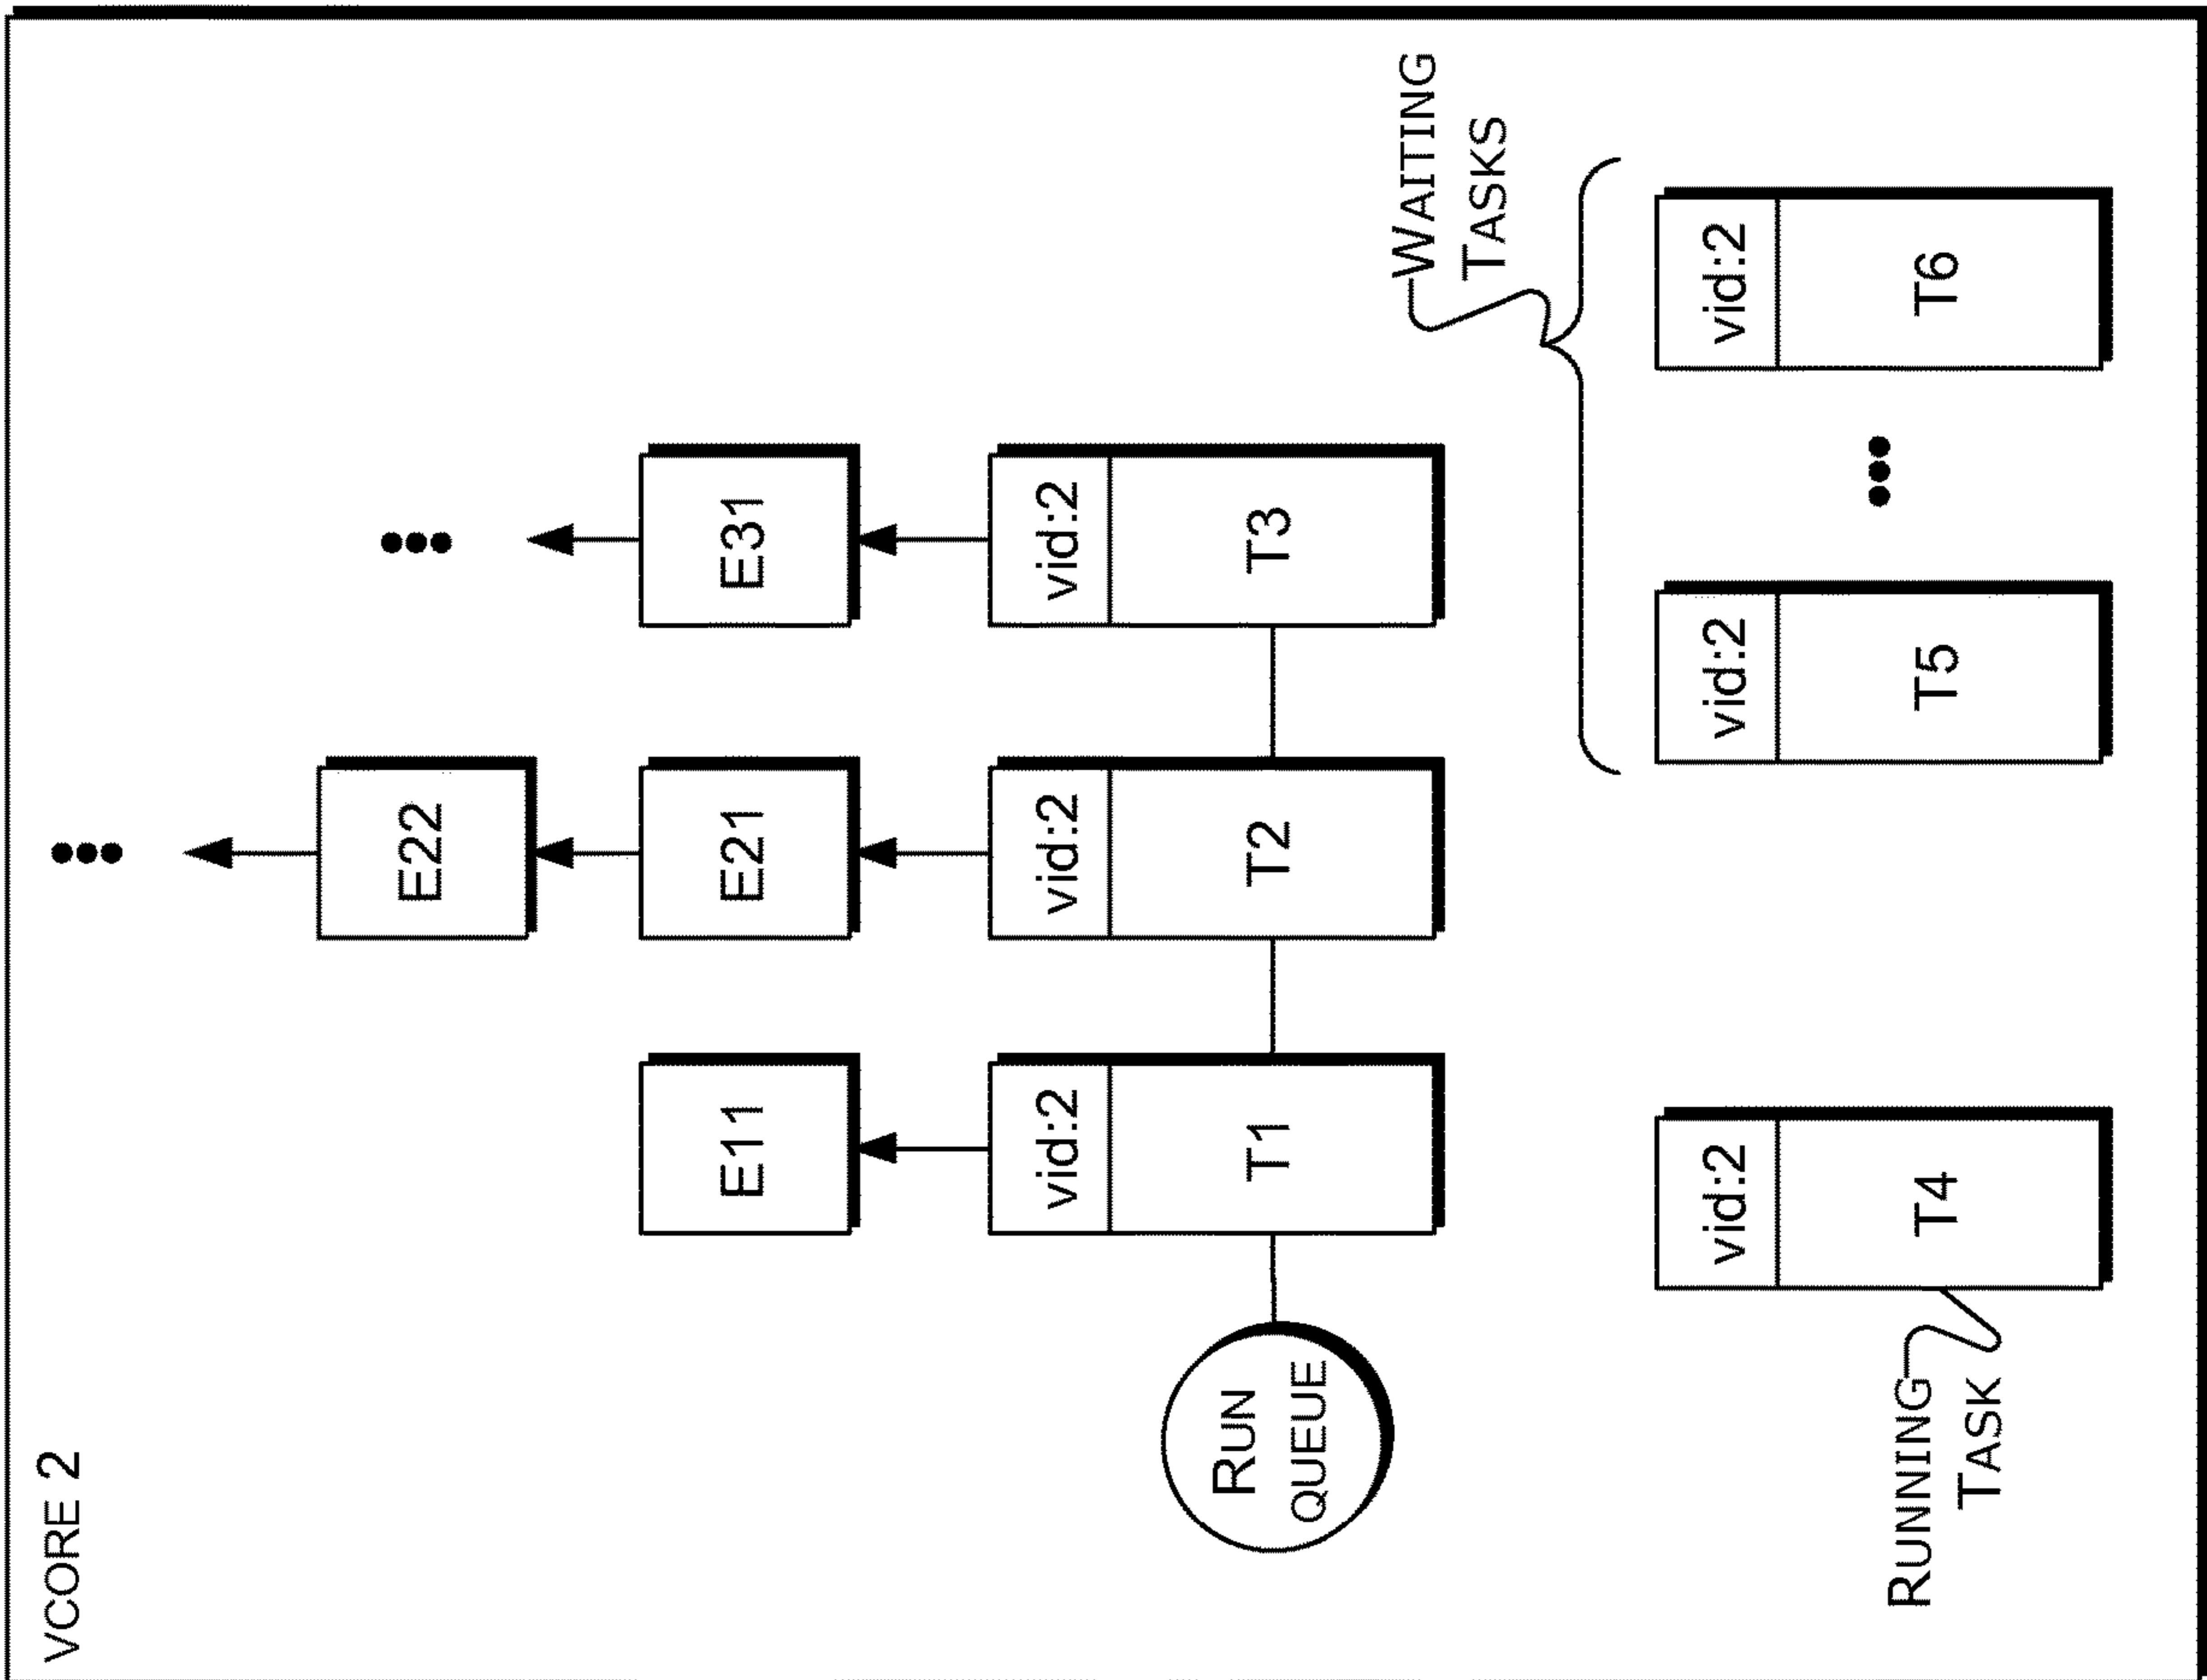 VCORE 2
E22
E11
E21
E31
vid:2
vid:2
vid:2
RUN
QUEUE
T1
T2
T3
WAITING
TASKS
vid:2
vid:2
vid:2
T4
T5
T6
RUNNING
TASK